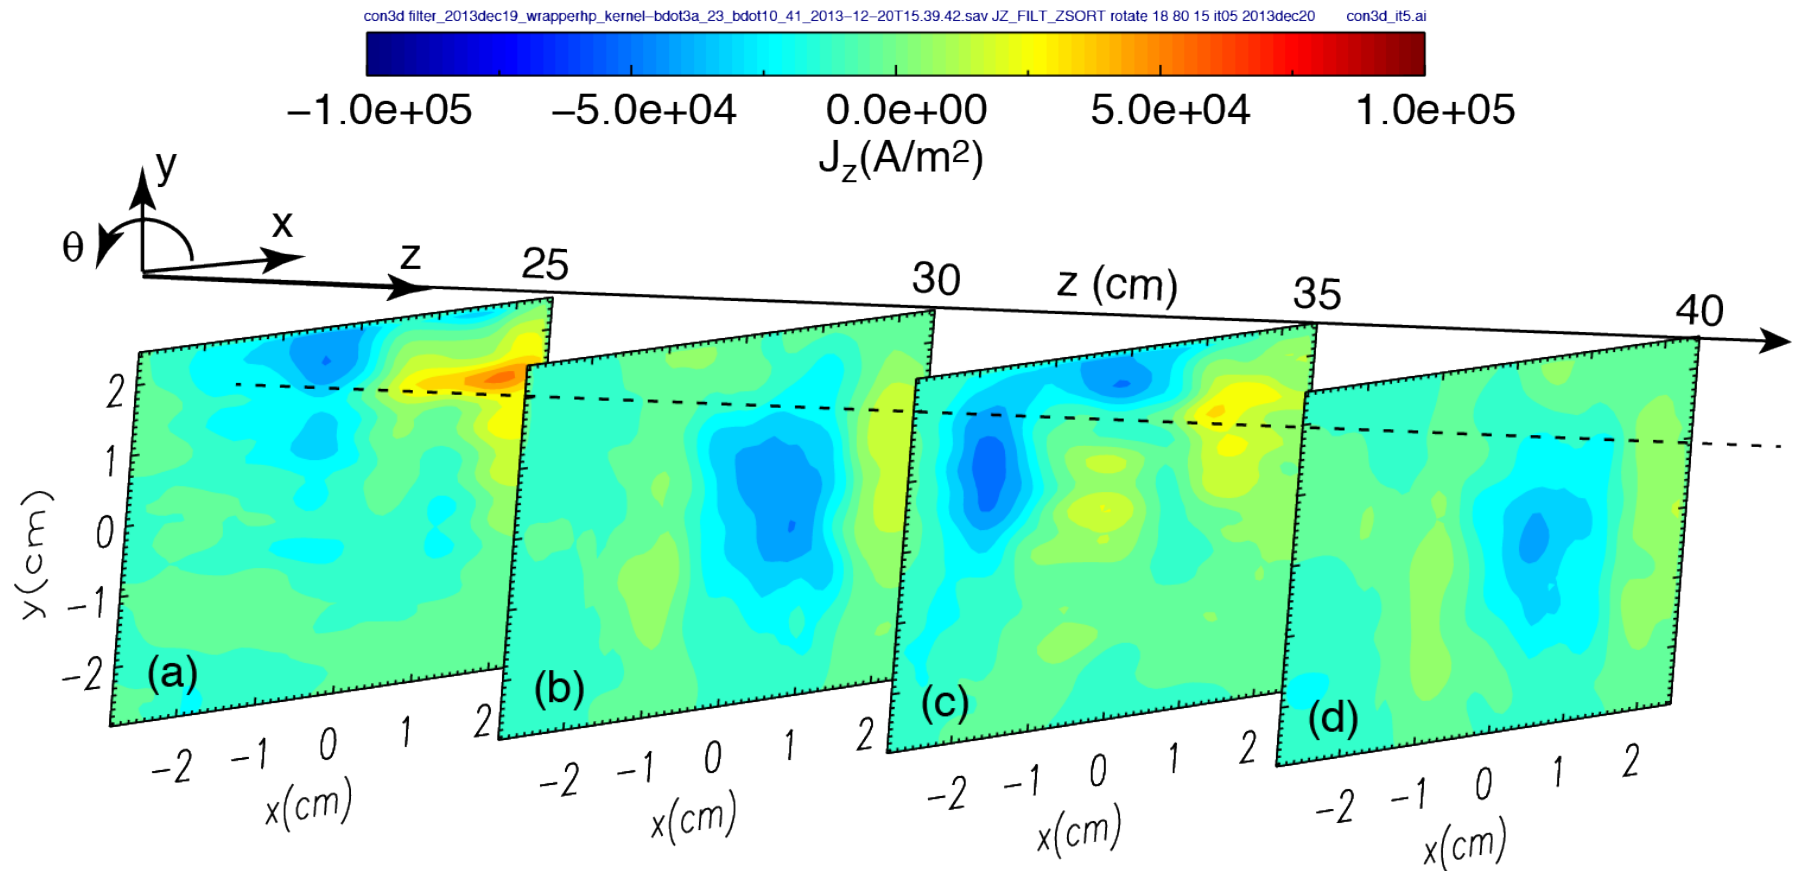 con3d filter_2013dec19_wrapperhp_kernel−bdot3a_23_bdot10_41_2013−12−20T15.39.42.sav JZ_FILT_ZSORT rotate 18 80 15 it05 2013dec20 con3d_it5.ai
−1.0e+05 −5.0e+04 0.0e+00 5.0e+04 1.0e+05
Jz(A/m²)
y
x
θ
z
25 30 z (cm) 35 40
2
1
0
−1
−2
y(cm)
(a) (b) (c) (d)
−2 −1 0 1 2
x(cm)
−2 −1 0 1 2
x(cm)
−2 −1 0 1 2
x(cm)
−2 −1 0 1 2
x(cm)